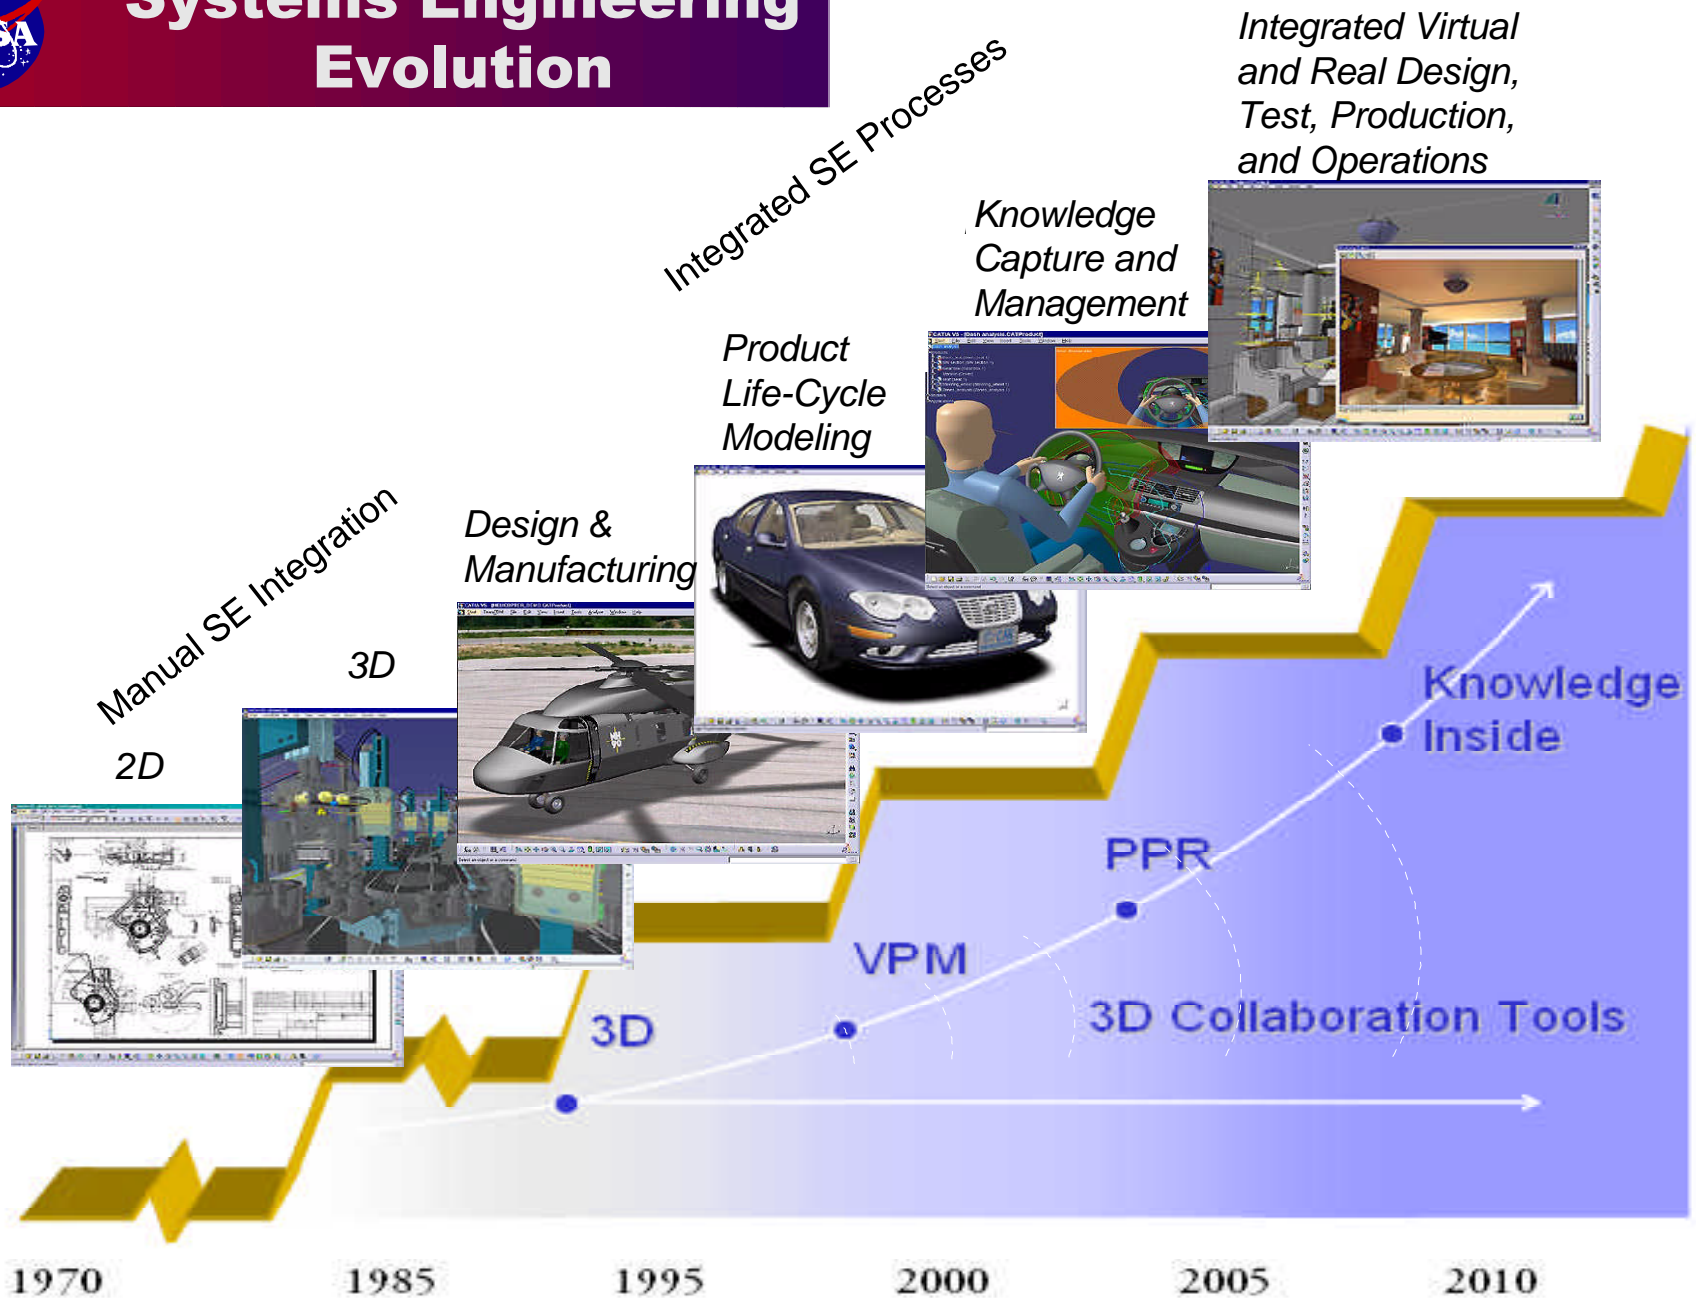 Systems Engineering
Evolution
Integrated Virtual
and Real Design,
Test, Production,
and Operations
Integrated SE Processes
Knowledge
Capture and
Management
Product
Life-Cycle
Modeling
Manual SE Integration
Design &
Manufacturing
3D
2D
Knowledge
Inside
PPR
VPM
3D
3D Collaboration Tools
1970
1985
1995
2000
2005
2010